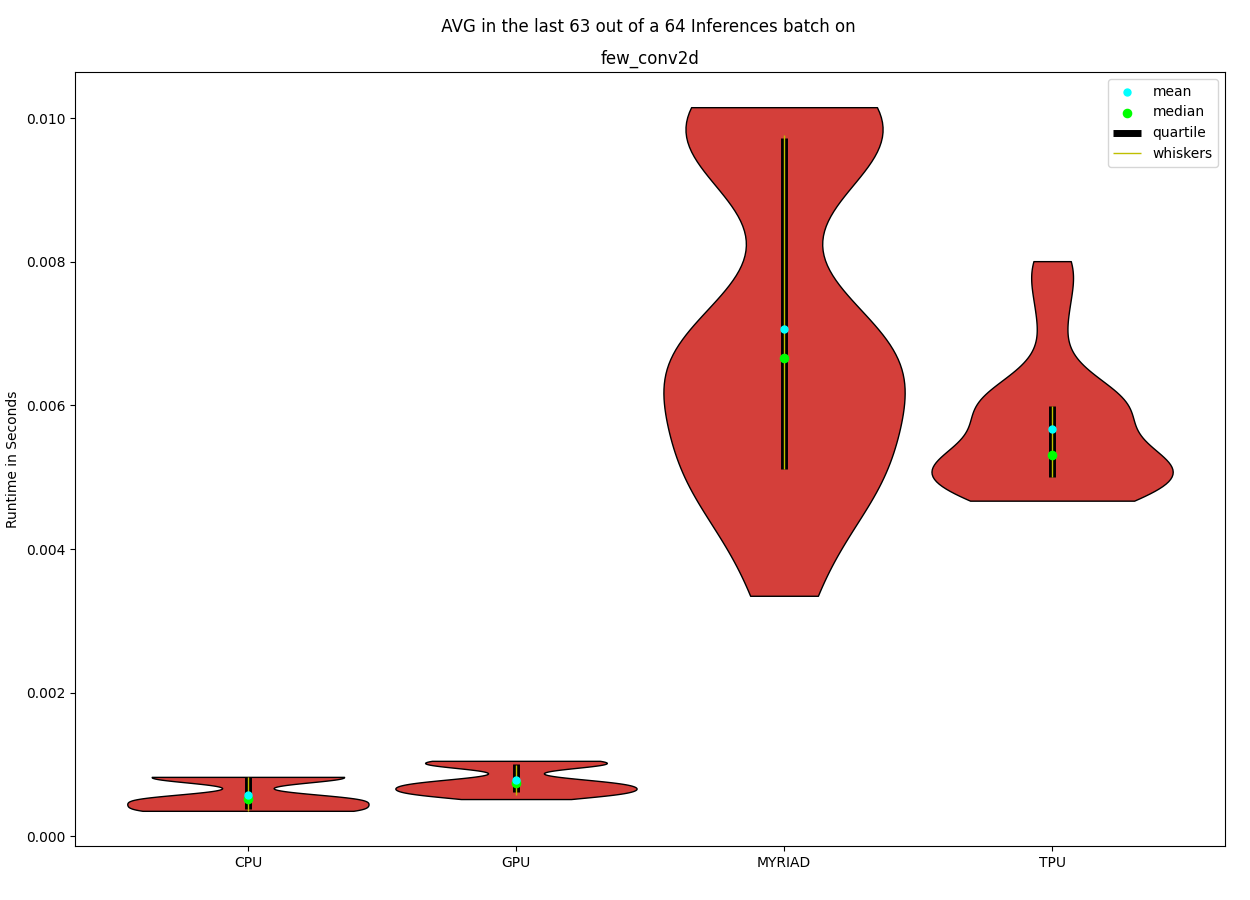 AVG in the last 63 out of a 64 Inferences batch on
few_conv2d
mean
median
quartile
whiskers
Runtime in Seconds
0.010
0.008
0.006
0.004
0.002
0.000
CPU
GPU
MYRIAD
TPU